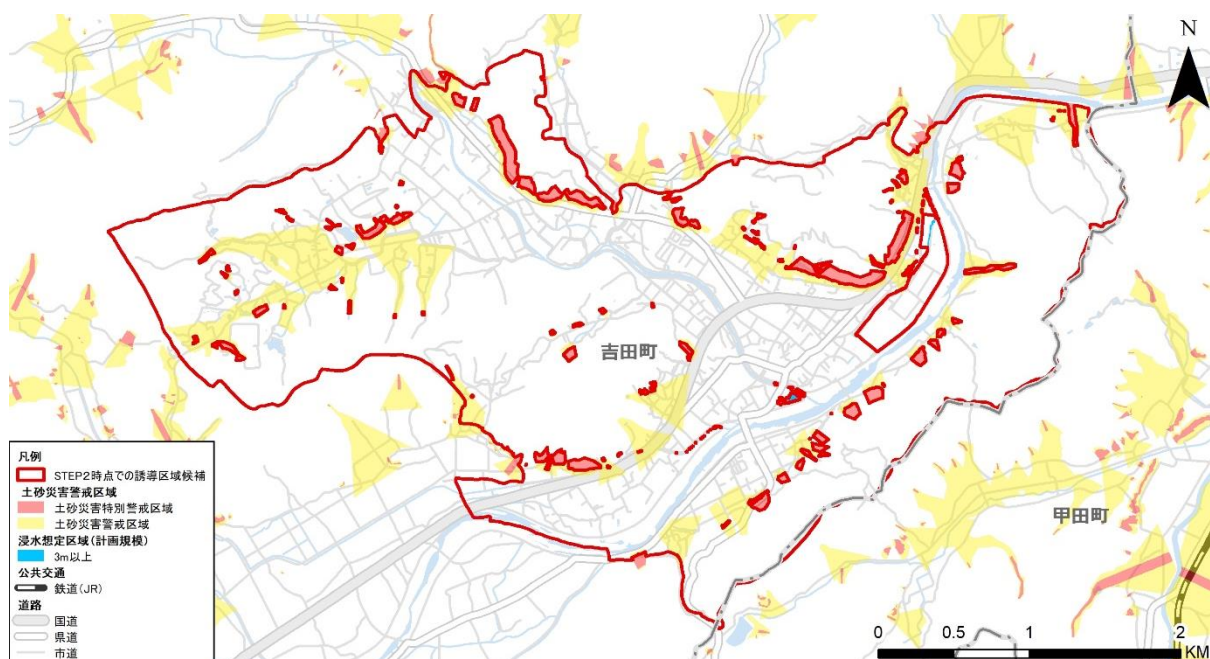 N
吉田町
甲田町
凡例
STEP2時点での誘導区域候補
土砂災害警戒区域
土砂災害特別警戒区域
土砂災害警戒区域
浸水想定区域(計画規模)
3m以上
公共交通
鉄道(JR)
道路
国道
県道
市道
0 0.5 1 2
KM